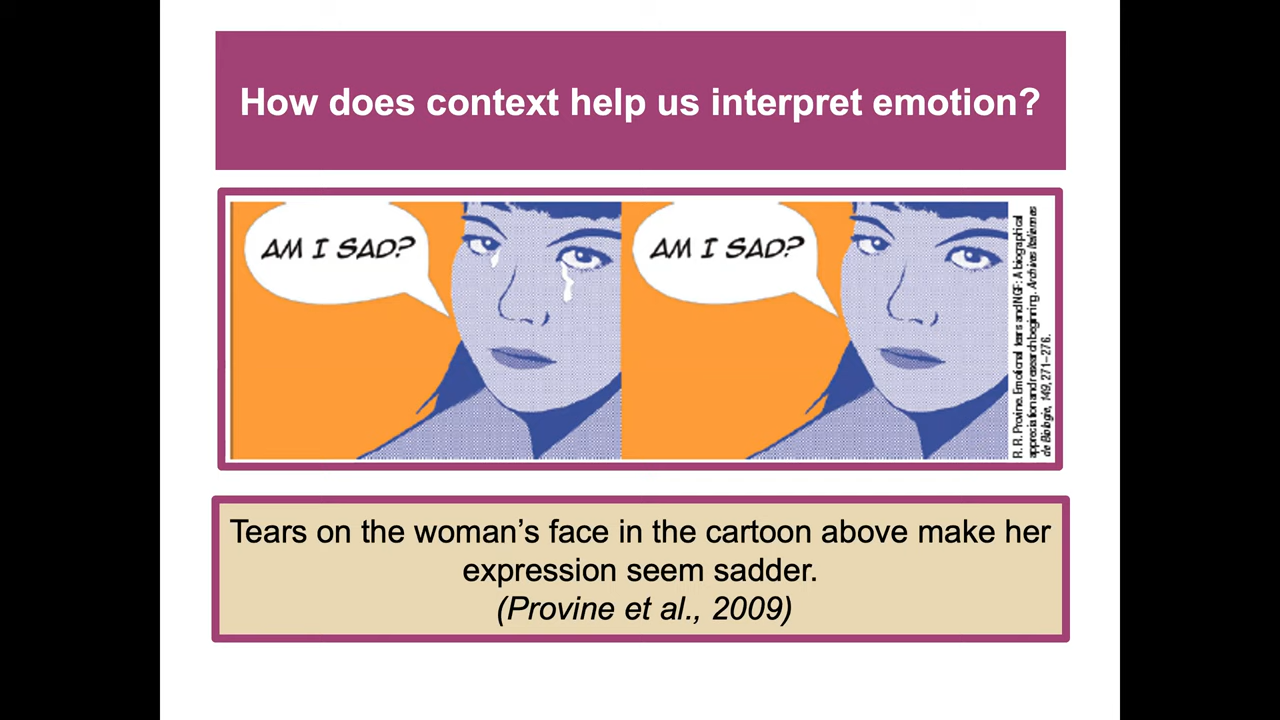 How does context help us interpret emotion?
AM I SAD?
AM I SAD?
R. R. Provine. Emotional tears and NGF: A biographical
appreciation and research beginning. Archives Italiennes
de Biologie, 149, 271–276.
Tears on the woman’s face in the cartoon above make her
expression seem sadder.
(Provine et al., 2009)